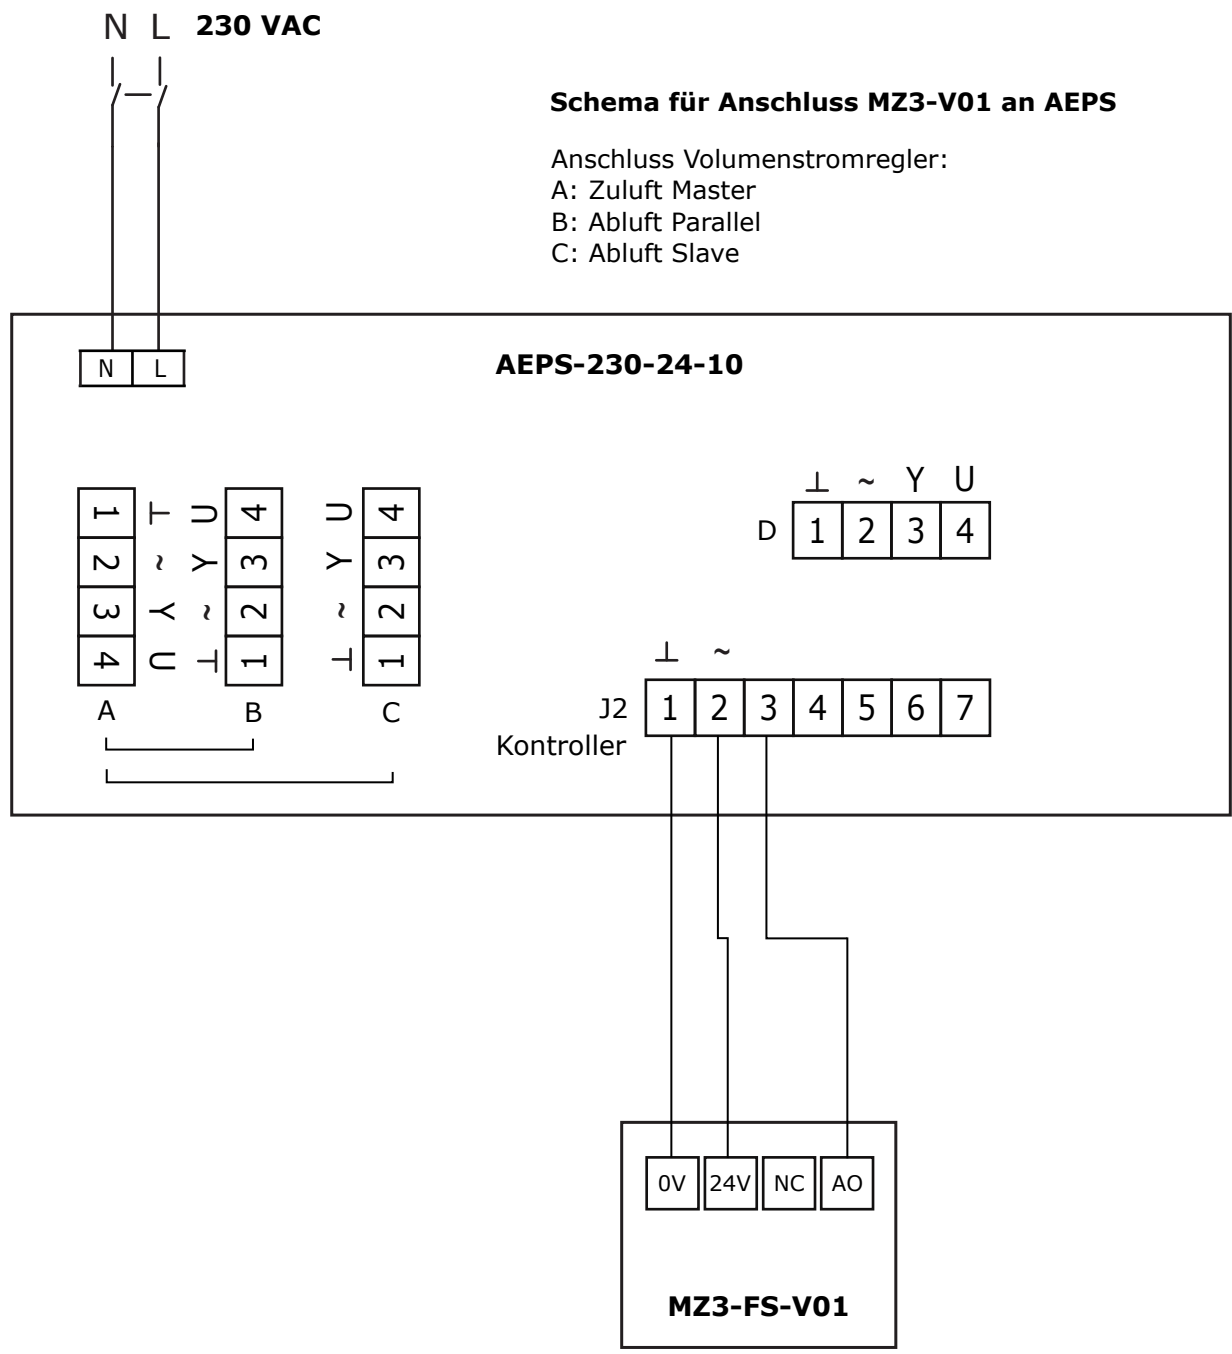 N L 230 VAC
Schema für Anschluss MZ3-V01 an AEPS
Anschluss Volumenstromregler:
A: Zuluft Master
B: Abluft Parallel
C: Abluft Slave
N L
AEPS-230-24-10
1 ⊥ U 4 U 4
2 ~ Y 3 Y 3
3 Y ~ 2 ~ 2
4 U ⊥ 1 ⊥ 1
A B C
⊥ ~ Y U
D 1 2 3 4
⊥ ~
J2 1 2 3 4 5 6 7
Kontroller
0V 24V NC AO
MZ3-FS-V01